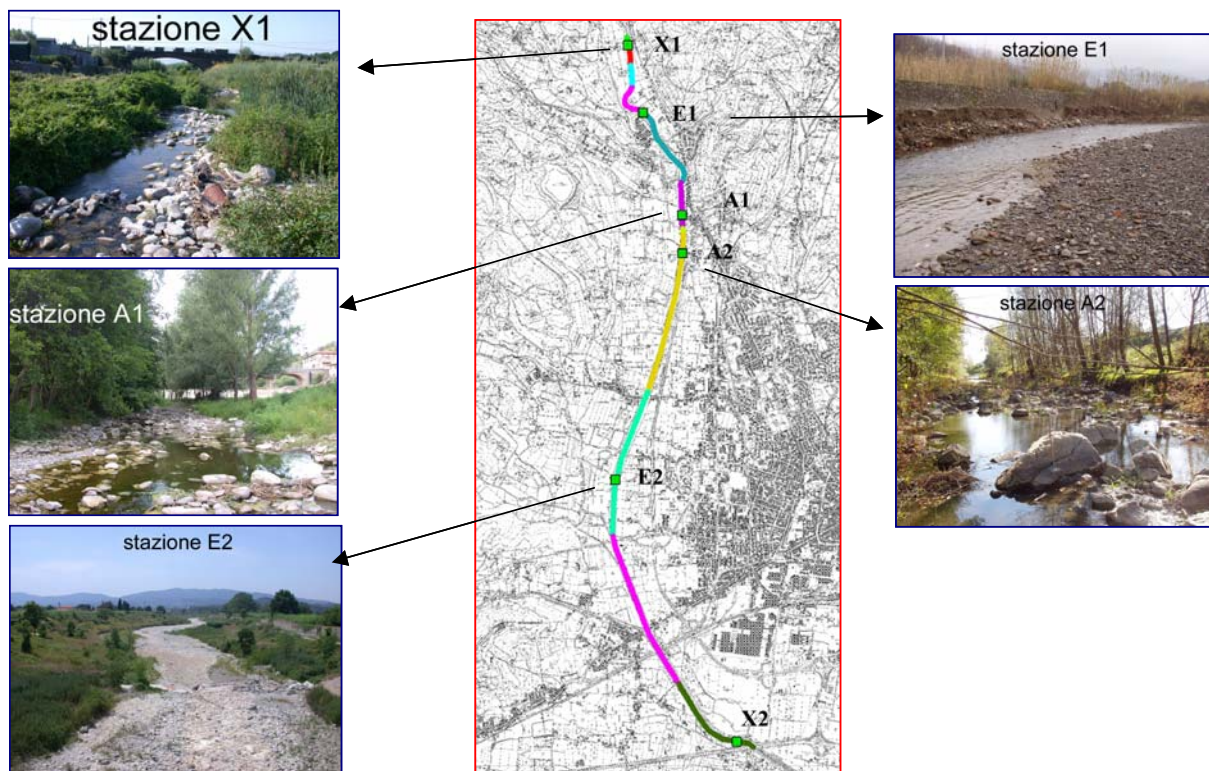 stazione X1
stazione A1
stazione E2
X1
E1
A1
A2
E2
X2
stazione E1
stazione A2